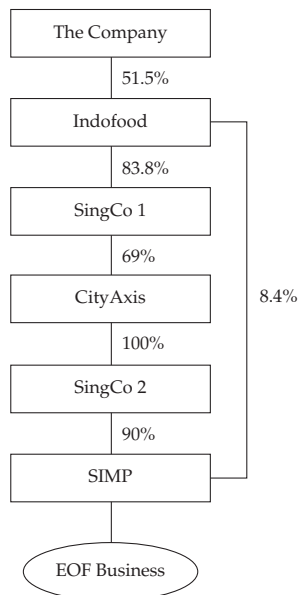 The Company
51.5%
Indofood
83.8%
SingCo 1
69%
CityAxis
8.4%
100%
SingCo 2
90%
SIMP
EOF Business